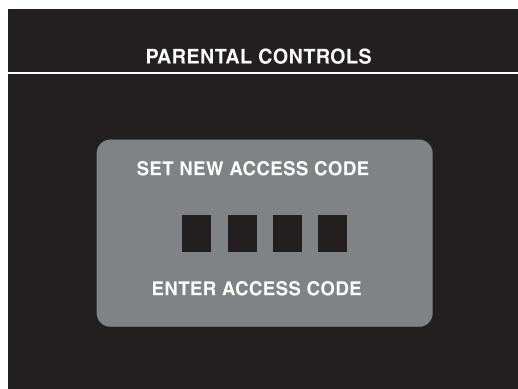 PARENTAL CONTROLS
SET NEW ACCESS CODE
ENTER ACCESS CODE